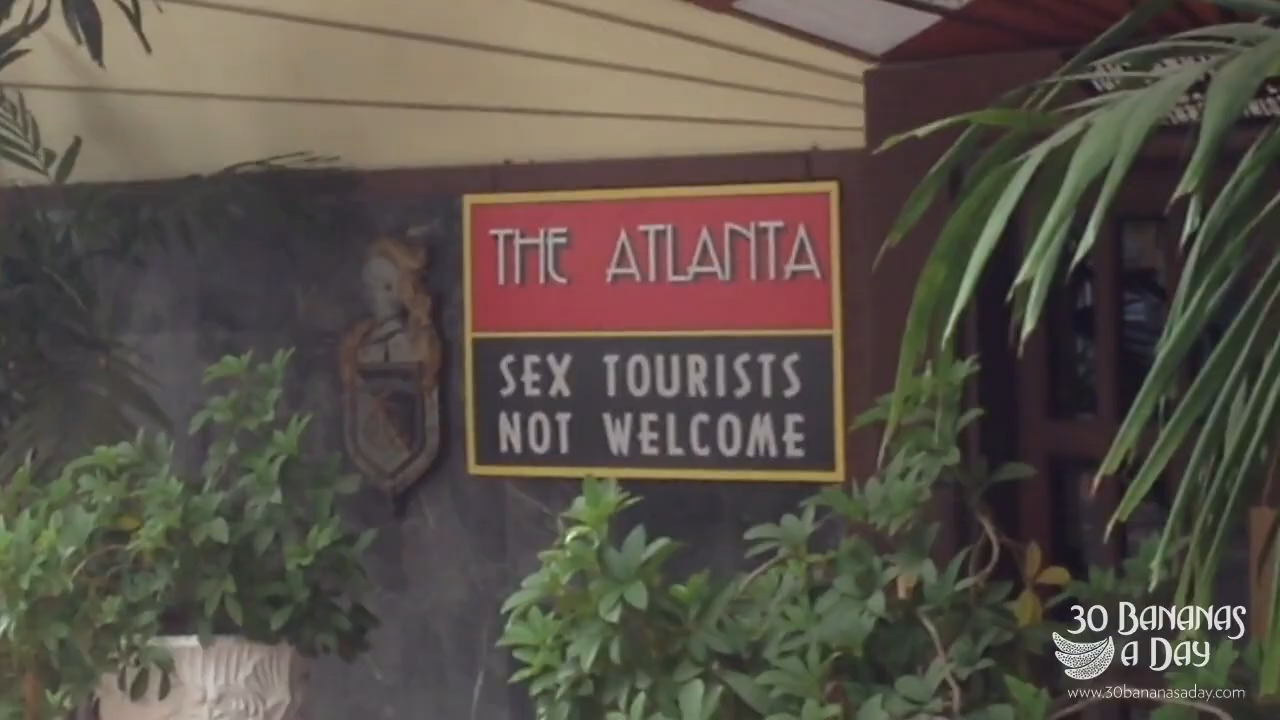 THE ATLANTA
SEX TOURISTS
NOT WELCOME
30 BANANAS
A DAY
www.30bananasaday.com